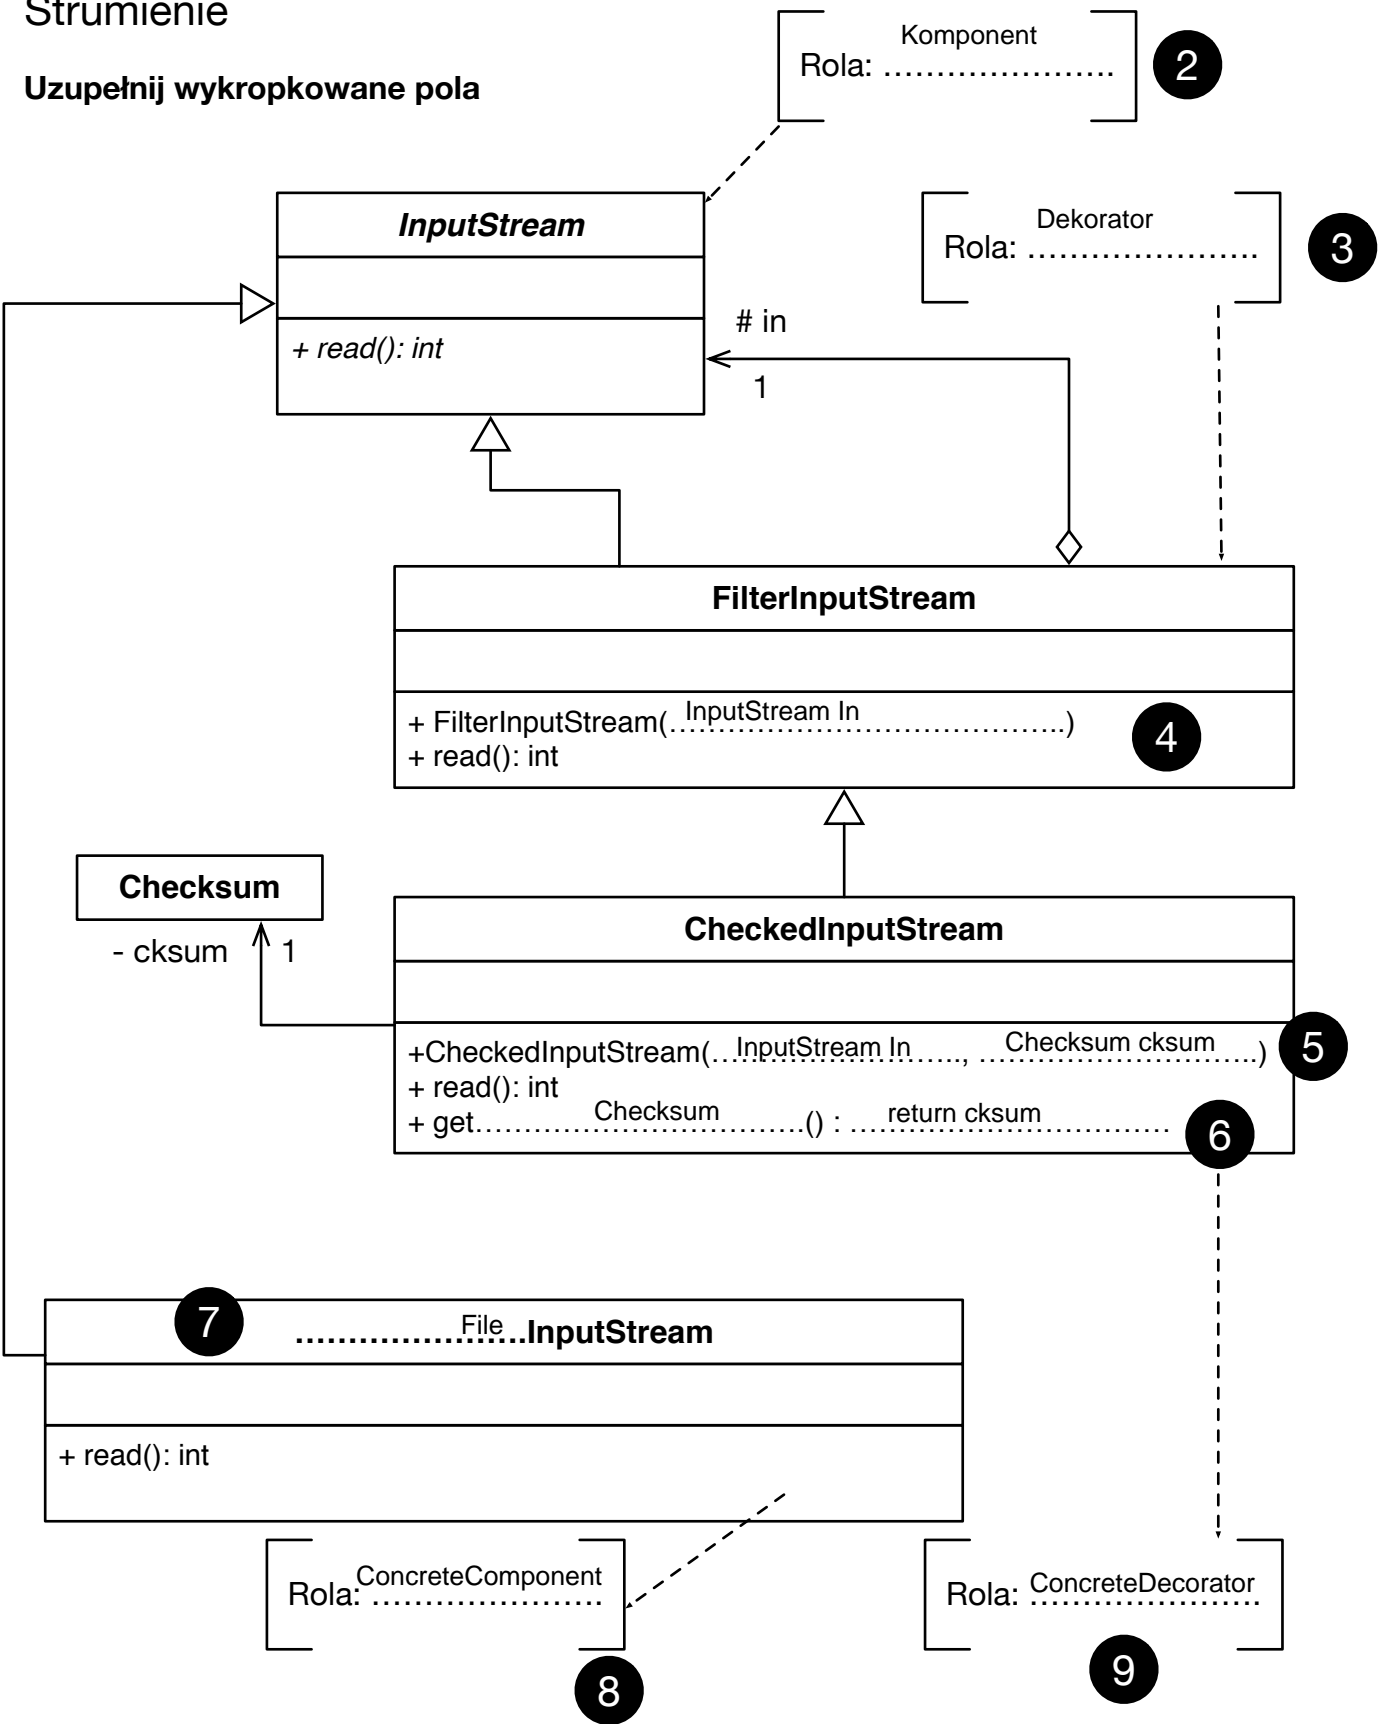 Strumienie
Uzupełnij wykropkowane pola
Komponent
Rola: ......................
2
InputStream
Dekorator
Rola: ......................
3
# in
+ read(): int
1
FilterInputStream
InputStream In
+ FilterInputStream(........................................)
4
+ read(): int
Checksum
CheckedInputStream
- cksum
1
+CheckedInputStream(...InputStream In....., Checksum cksum..)
5
+ read(): int
+ get...Checksum...() : return cksum
6
7
File
......................InputStream
+ read(): int
ConcreteComponent
Rola: ......................
ConcreteDecorator
Rola: ......................
8
9